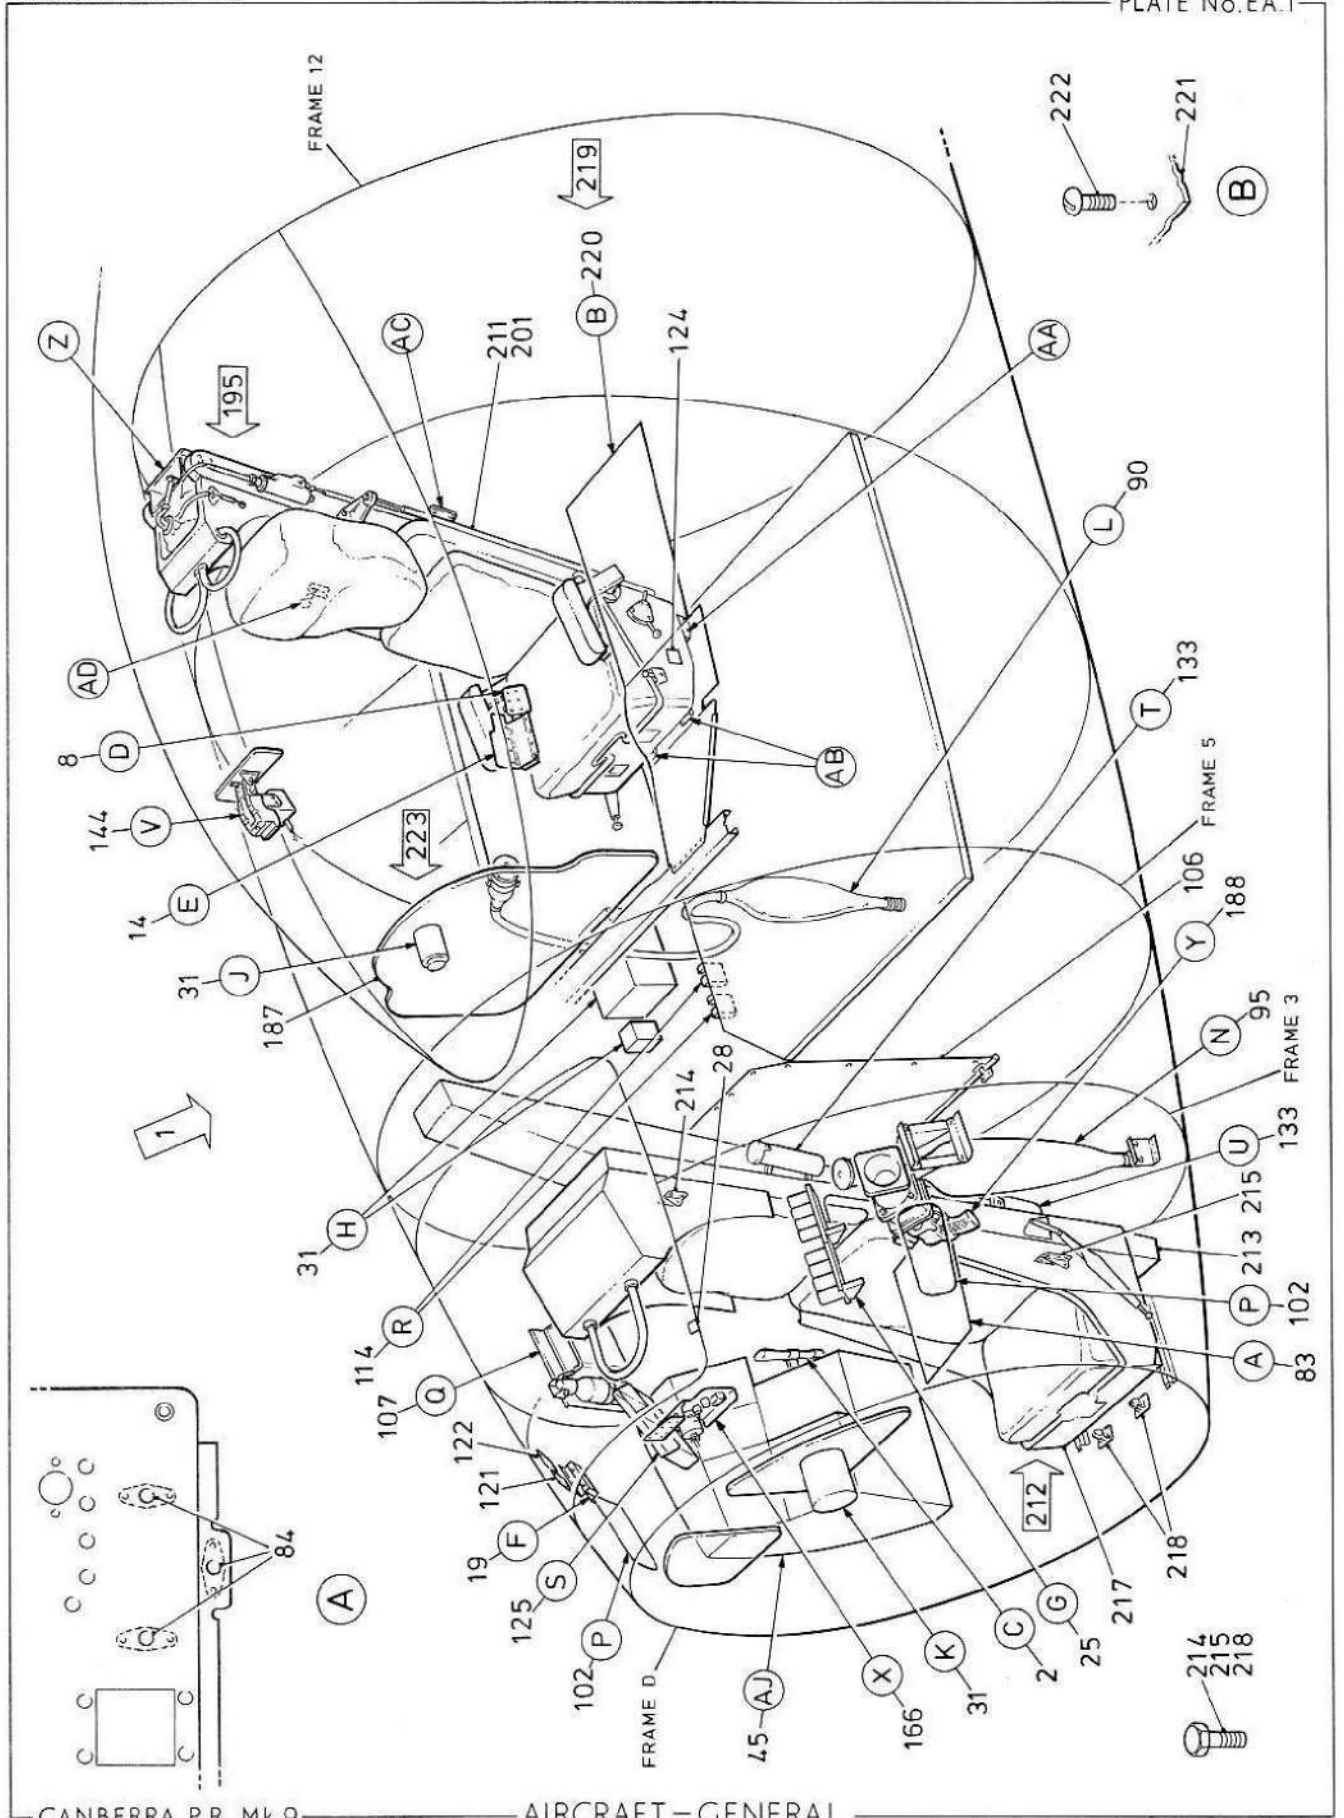 PLATE No. EA.1
FRAME 12
222
221
B
219
B 220
Z
195
AC
211
201
124
AA
L 90
AD
8 D
144 V
14 E
223
AB
T 133
FRAME 5
31 J
187
106
Y 188
1
28
214
N 95
FRAME 3
31 H
U 133
215
114 R
213
107 Q
P 102
122
121
A 83
19 F
84
A
125 S
212
218
217
102 P
G 25
FRAME D
C 2
K 31
X 166
45 AJ
214
215
218
CANBERRA P.R. Mk 9
AIRCRAFT-GENERAL